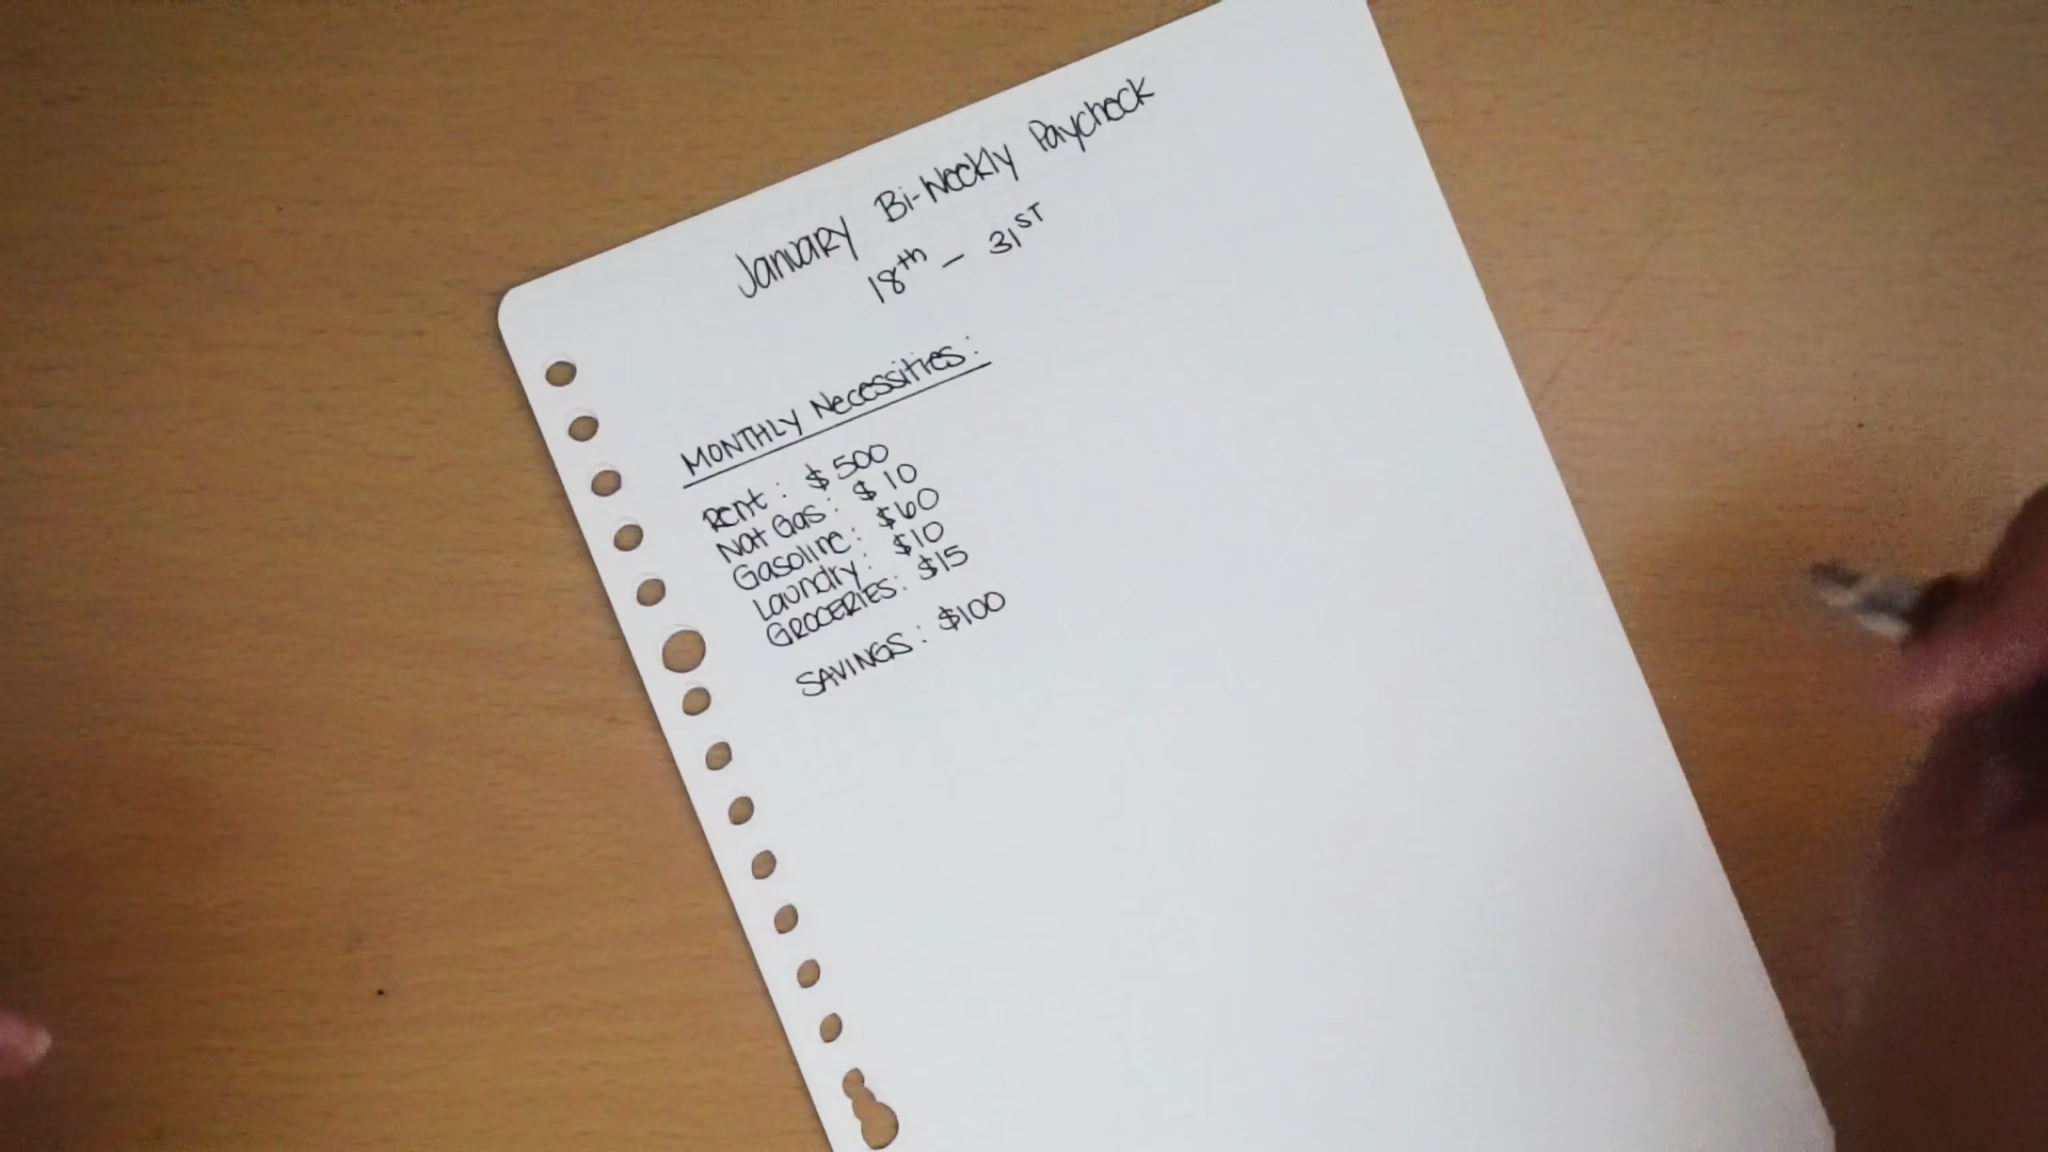 January Bi-Weekly Paycheck
18th - 31ST
MONTHLY Necessities:
Rent: $500
Nat Gas: $10
Gasoline: $60
Laundry: $10
GROCERIES: $15
SAVINGS: $100